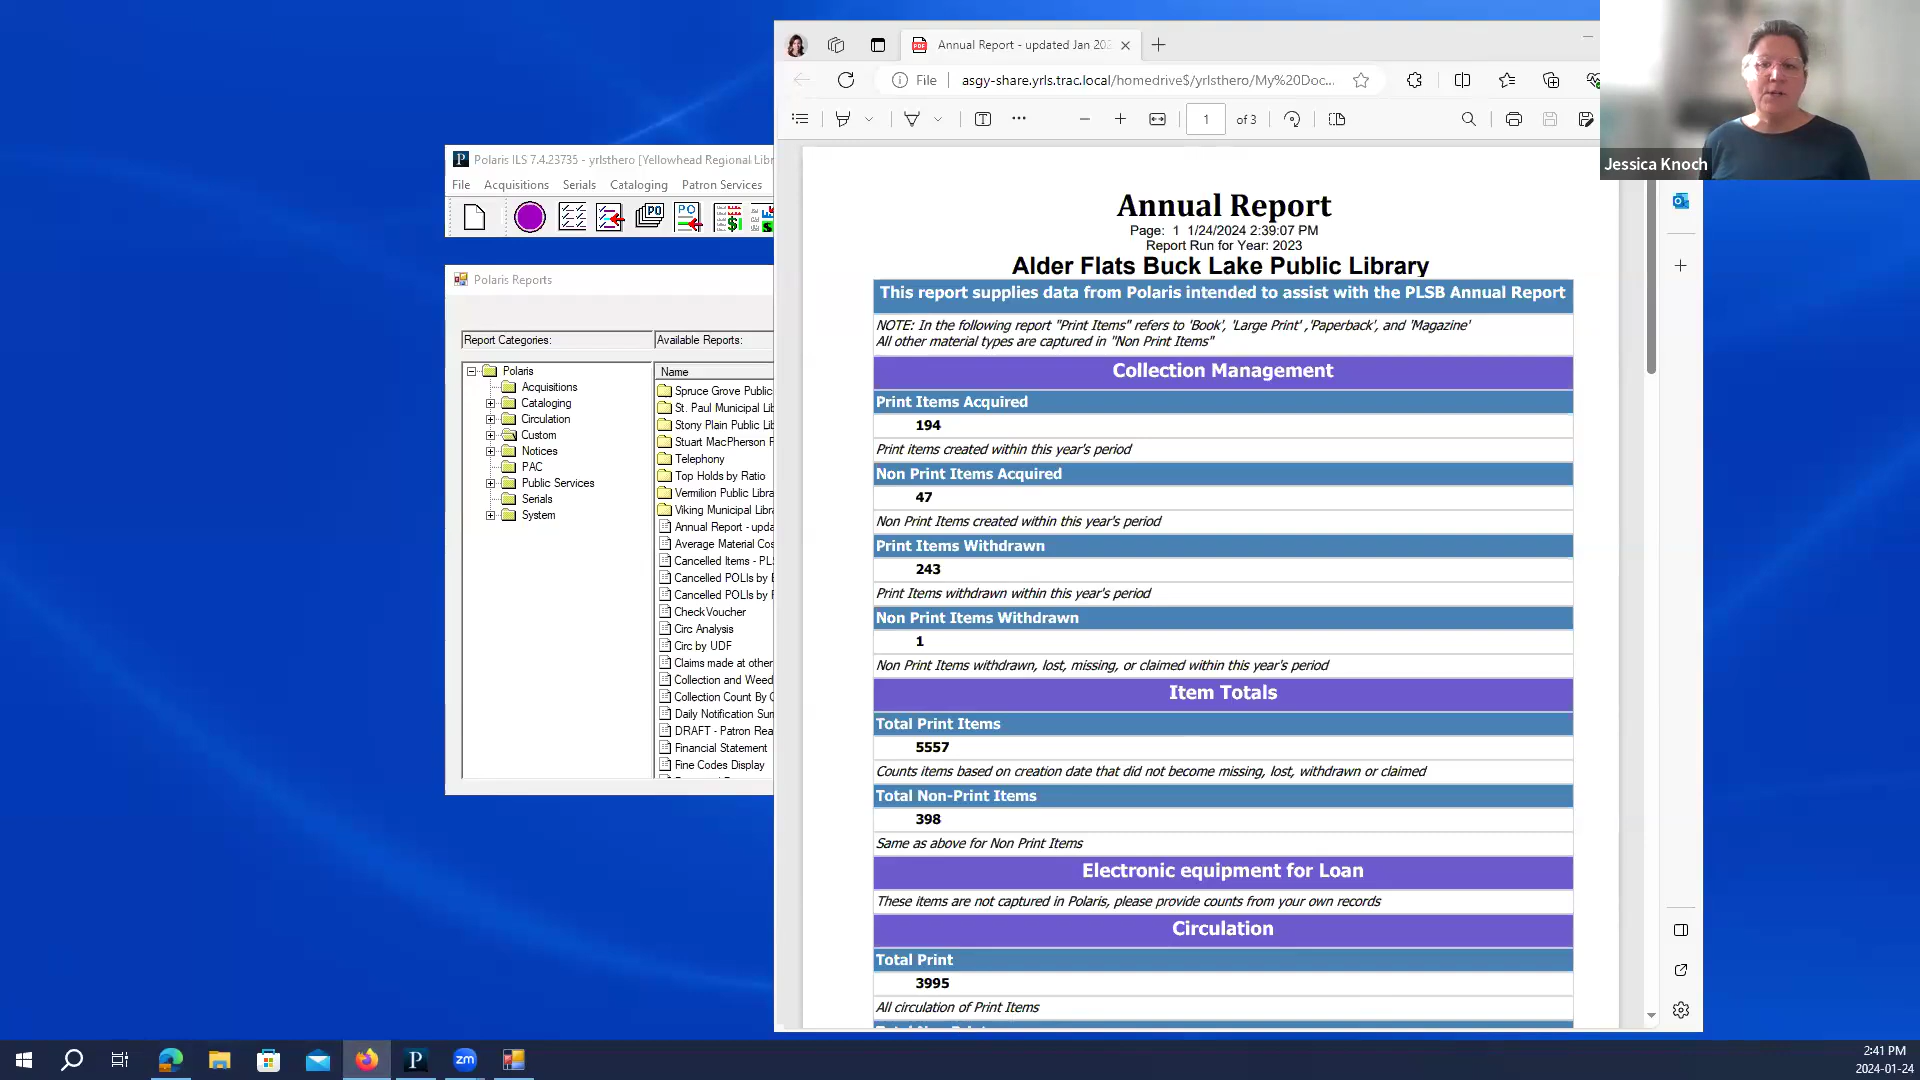 Annual Report - updated Jan 202
File
asgy-share.yrls.trac.local/homedrive$/yrlsthero/My%20Doc...
1
of 3
Jessica Knoch
Polaris ILS 7.4.23735 - yrlsthero [Yellowhead Regional Libr
File Acquisitions Serials Cataloging Patron Services
PO
PO
Polaris Reports
Report Categories:
Polaris
Acquisitions
Cataloging
Circulation
Custom
Notices
PAC
Public Services
Serials
System
Available Reports:
Name
Spruce Grove Public
St. Paul Municipal Lib
Stony Plain Public Lib
Stuart MacPherson P
Telephony
Top Holds by Ratio
Vermilion Public Libra
Viking Municipal Libra
Annual Report - upda
Average Material Cos
Cancelled Items - PLS
Cancelled POLIs by E
Cancelled POLIs by F
CheckVoucher
Circ Analysis
Circ by UDF
Claims made at other
Collection and Weed
Collection Count By C
Daily Notification Sum
DRAFT - Patron Rea
Financial Statement
Fine Codes Display
Annual Report
Page: 1 1/24/2024 2:39:07 PM
Report Run for Year: 2023
Alder Flats Buck Lake Public Library
This report supplies data from Polaris intended to assist with the PLSB Annual Report
NOTE: In the following report "Print Items" refers to 'Book', 'Large Print' ,'Paperback', and 'Magazine'
All other material types are captured in "Non Print Items"
Collection Management
Print Items Acquired
194
Print items created within this year's period
Non Print Items Acquired
47
Non Print Items created within this year's period
Print Items Withdrawn
243
Print Items withdrawn within this year's period
Non Print Items Withdrawn
1
Non Print Items withdrawn, lost, missing, or claimed within this year's period
Item Totals
Total Print Items
5557
Counts items based on creation date that did not become missing, lost, withdrawn or claimed
Total Non-Print Items
398
Same as above for Non Print Items
Electronic equipment for Loan
These items are not captured in Polaris, please provide counts from your own records
Circulation
Total Print
3995
All circulation of Print Items
zm
2:41 PM
2024-01-24